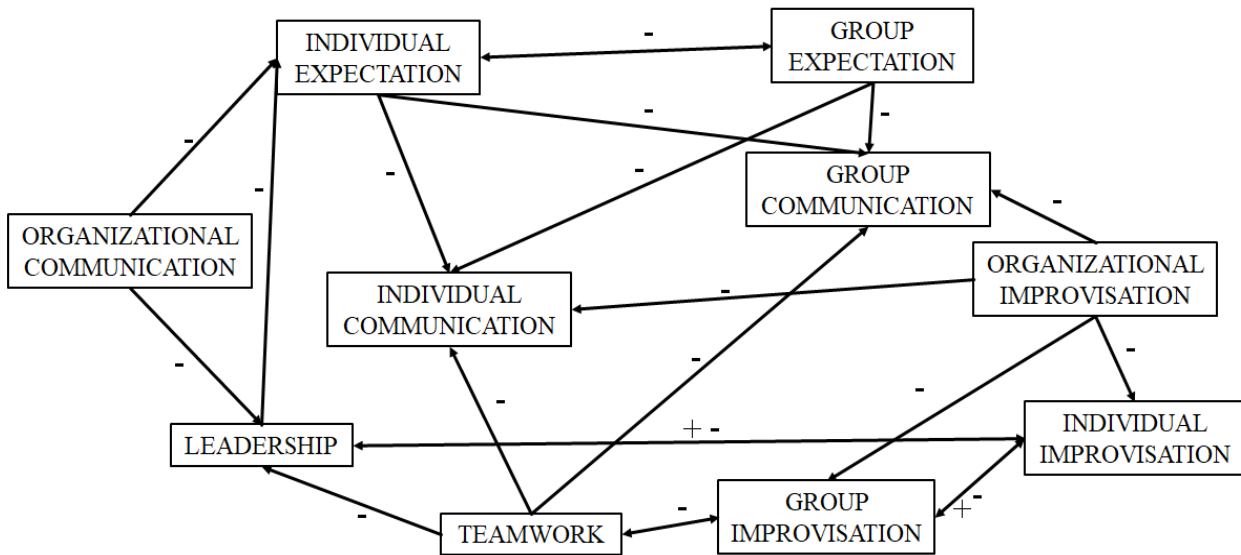 INDIVIDUAL
EXPECTATION
-
GROUP
EXPECTATION
-
-
-
-
-
-
GROUP
COMMUNICATION
-
ORGANIZATIONAL
COMMUNICATION
ORGANIZATIONAL
IMPROVISATION
INDIVIDUAL
COMMUNICATION
-
-
-
-
-
LEADERSHIP
+ -
INDIVIDUAL
IMPROVISATION
-
TEAMWORK
-
GROUP
IMPROVISATION
+-